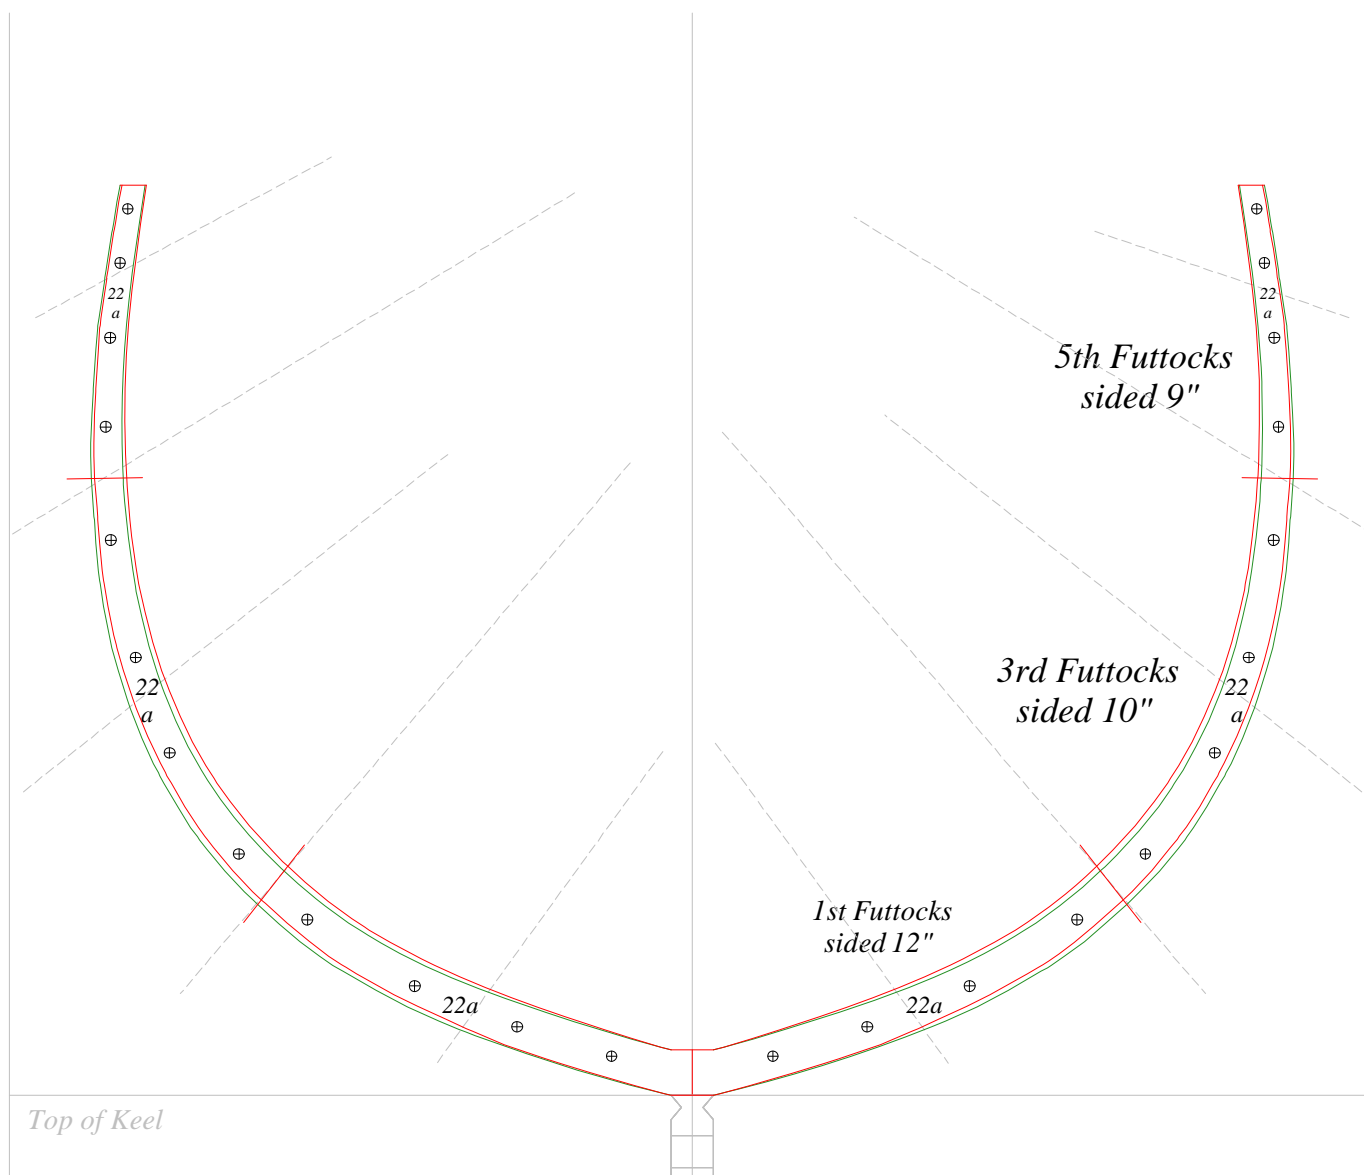 22
a
22
a
5th Futtocks
sided 9"
3rd Futtocks
sided 10"
22
a
22
a
1st Futtocks
sided 12"
22a
22a
Top of Keel